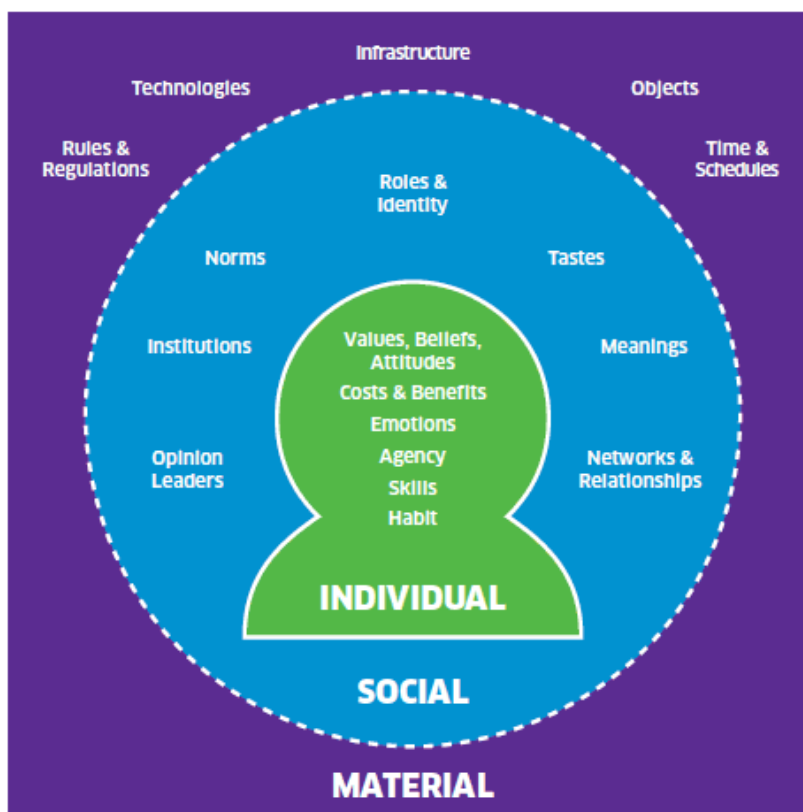 Infrastructure
Technologies
Objects
Rules &
Regulations
Time &
Schedules
Roles &
Identity
Norms
Tastes
Institutions
Meanings
Opinion
Leaders
Networks &
Relationships
Values, Beliefs,
Attitudes
Costs & Benefits
Emotions
Agency
Skills
Habit
INDIVIDUAL
SOCIAL
MATERIAL